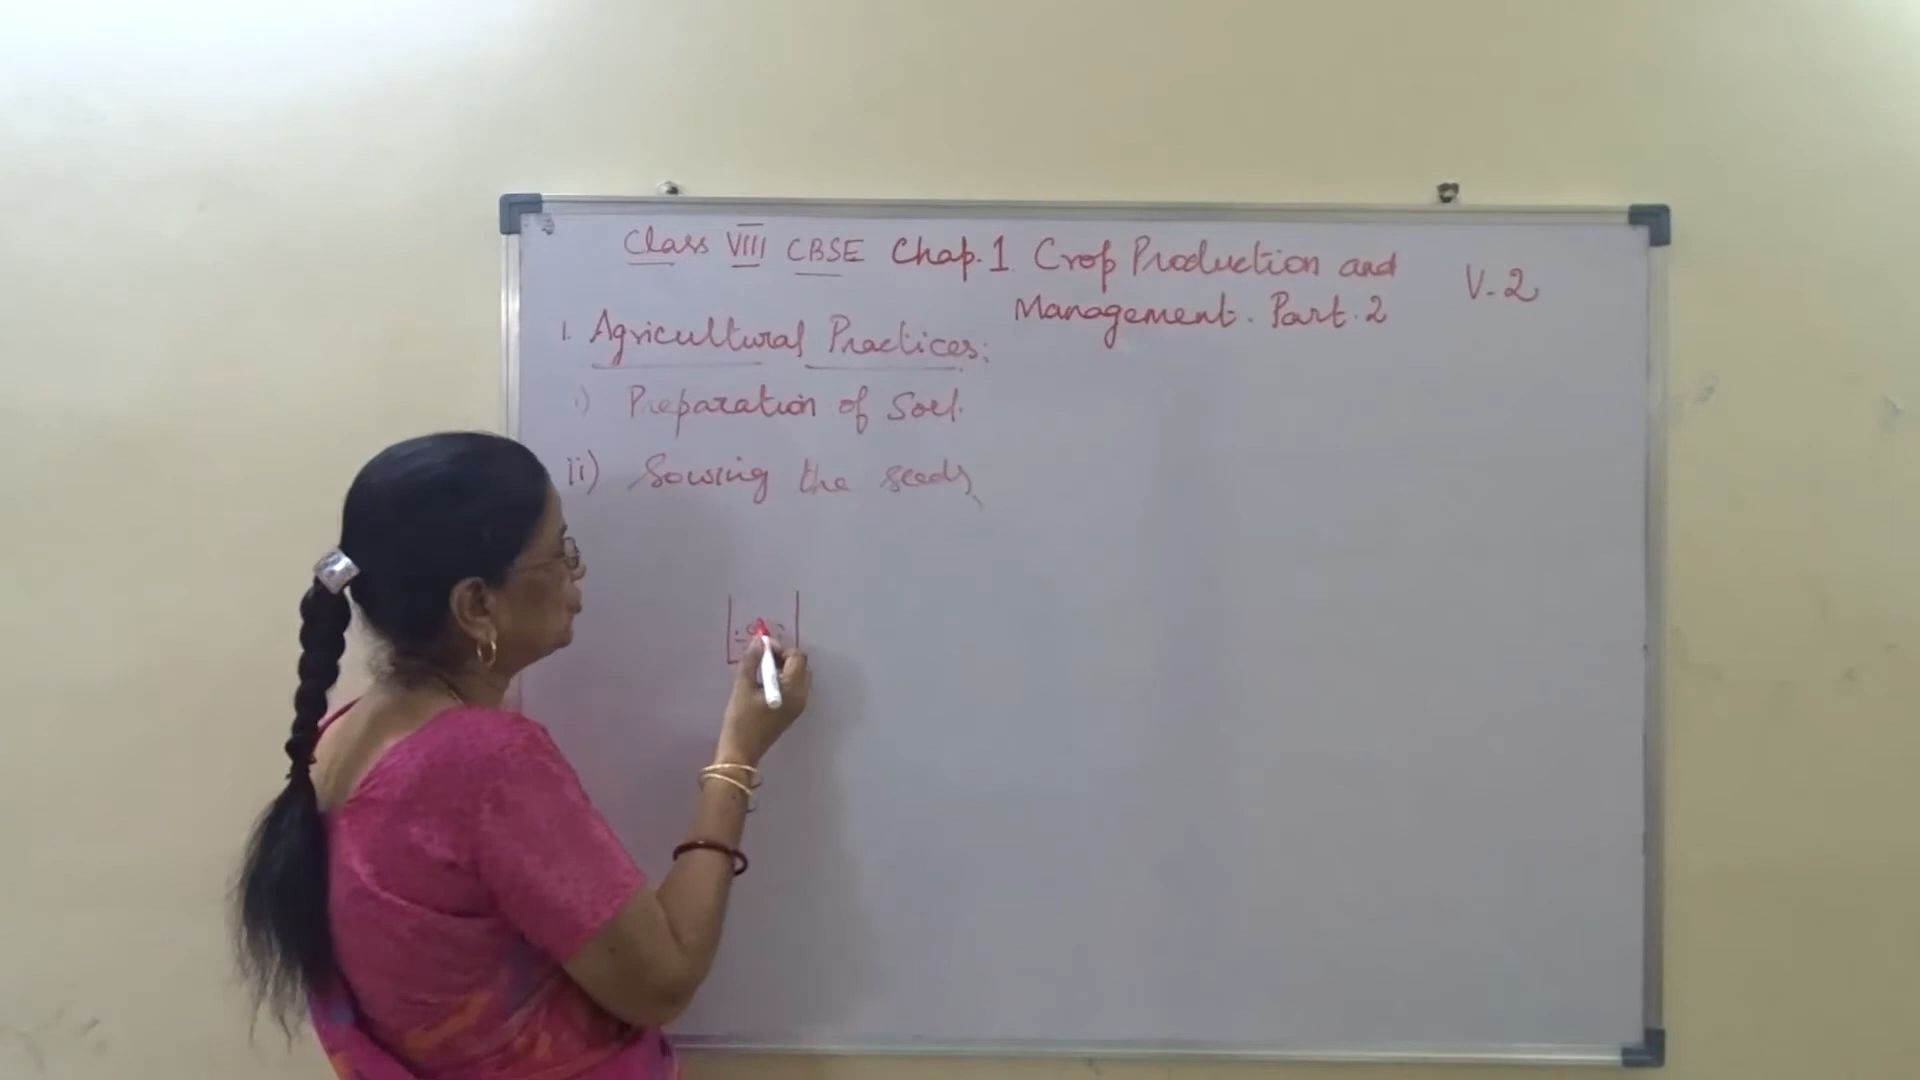 Class VIII CBSE Chap. 1. Crop Production and
Management. Part. 2
V. 2
1. Agricultural Practices:
i) Preparation of Soil.
ii) Sowing the seeds